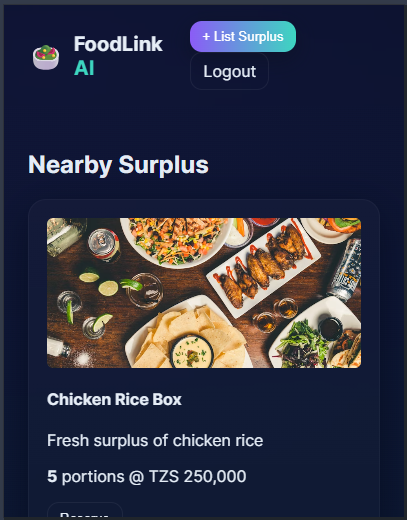 FoodLink
AI
+ List Surplus
Logout
Nearby Surplus
Chicken Rice Box
Fresh surplus of chicken rice
5 portions @ TZS 250,000
Reserve